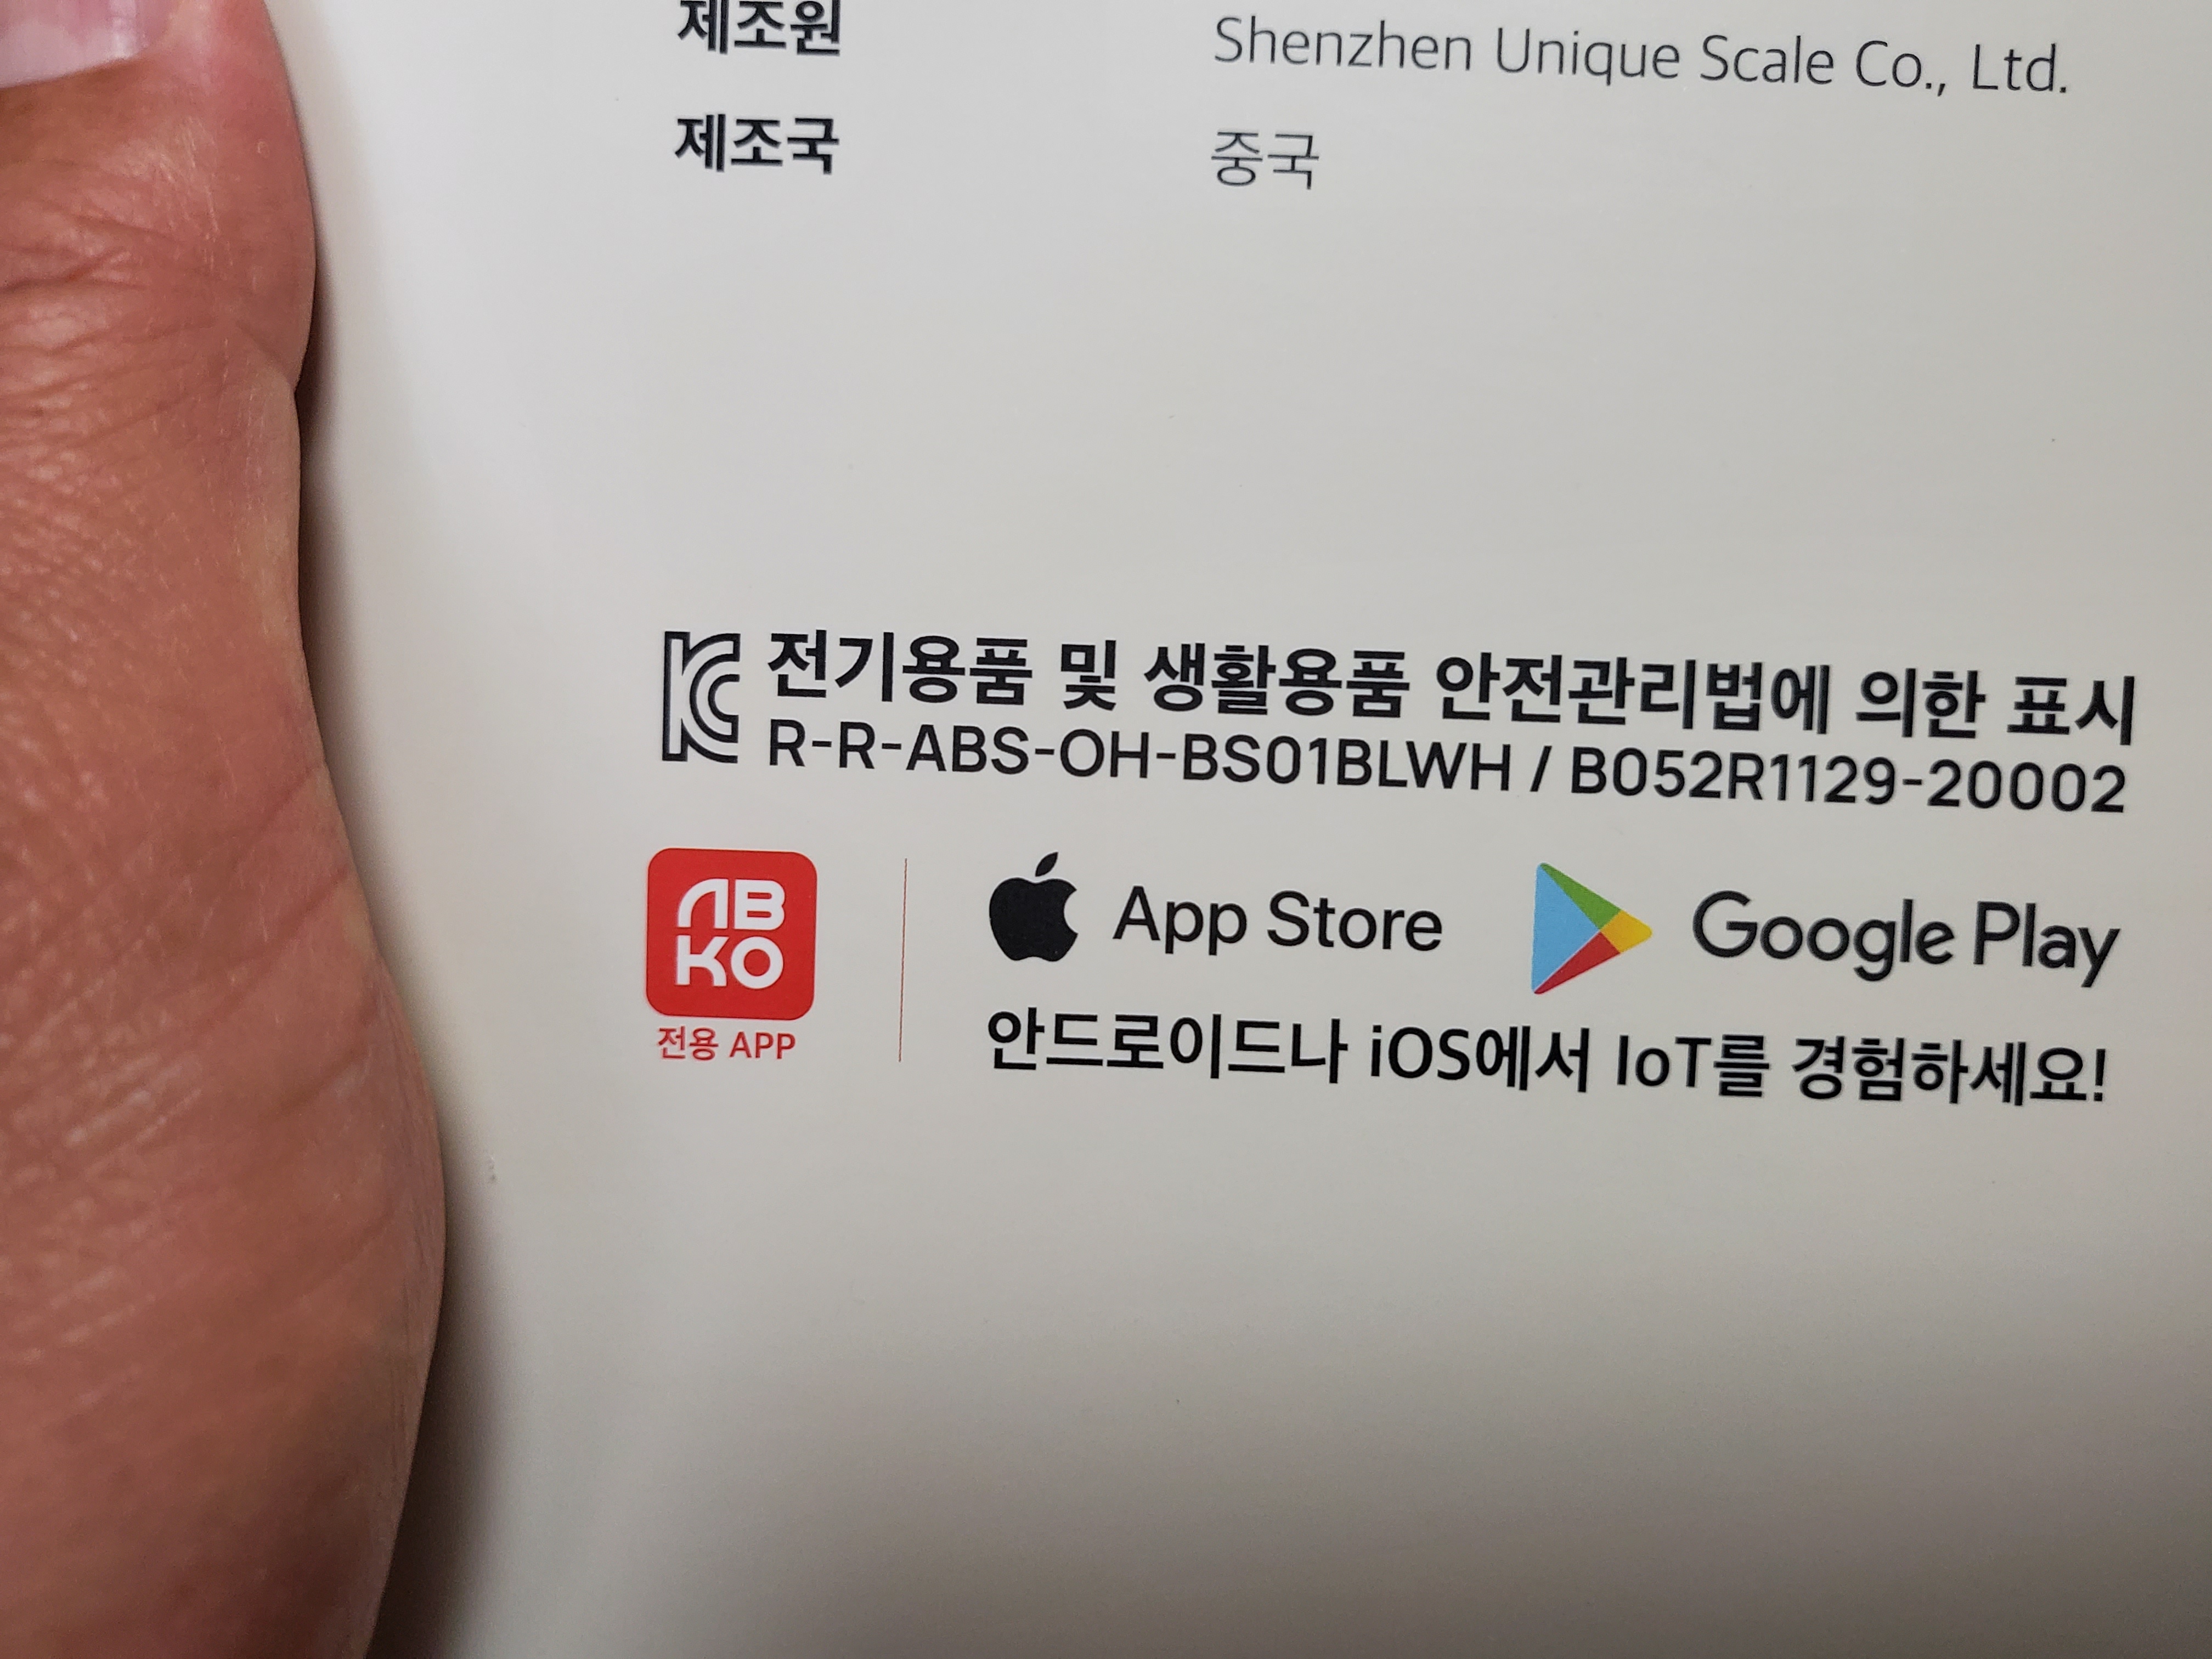 제조원 Shenzhen Unique Scale Co., Ltd.
제조국 중국
KC 전기용품 및 생활용품 안전관리법에 의한 표시
R-R-ABS-OH-BS01BLWH / B052R1129-20002
ABKO
전용 APP
App Store Google Play
안드로이드나 iOS에서 IoT를 경험하세요!